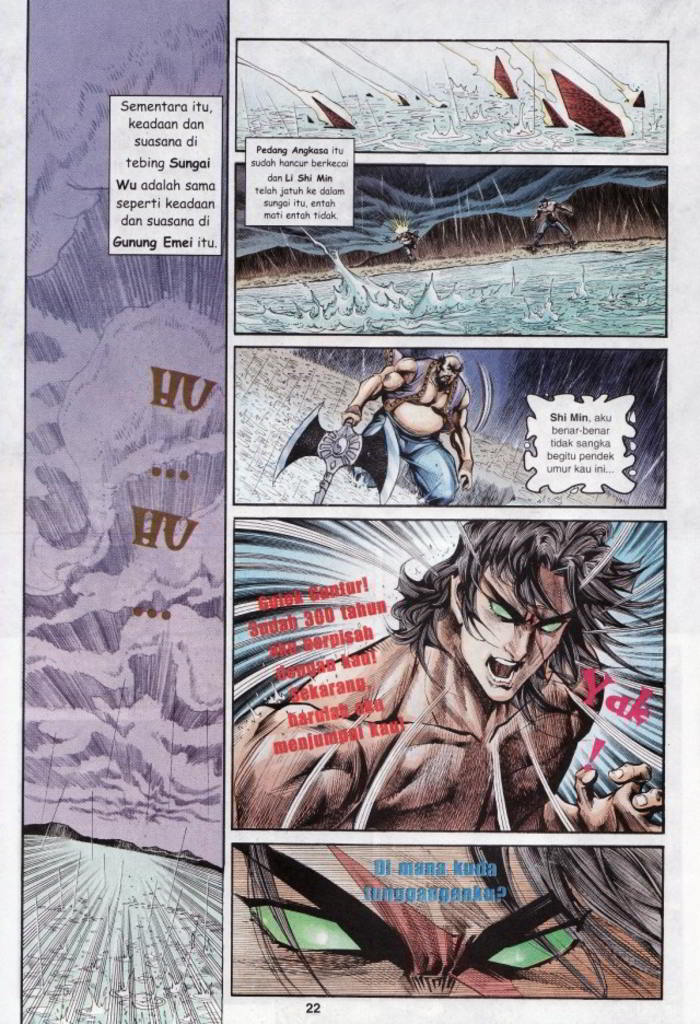 Sementara itu,
keadaan dan
suasana di
tebing Sungai
Wu adalah sama
seperti keadaan
dan suasana di
Gunung Emei itu.
Pedang Angkasa itu
sudah hancur berkecai
dan Li Shi Min
telah jatuh ke dalam
sungai itu, entah
mati entah tidak.
HU
...
HU
...
Shi Min, aku
benar-benar
tidak sangka
begitu pendek
umur kau ini...
Guntur!
Sudah 300 tahun
aku berpisah
dengan kau!
Sekarang,
haruslah aku
menjumpai kau!
Yak
!
Di mana kuda
tungganganku?
22